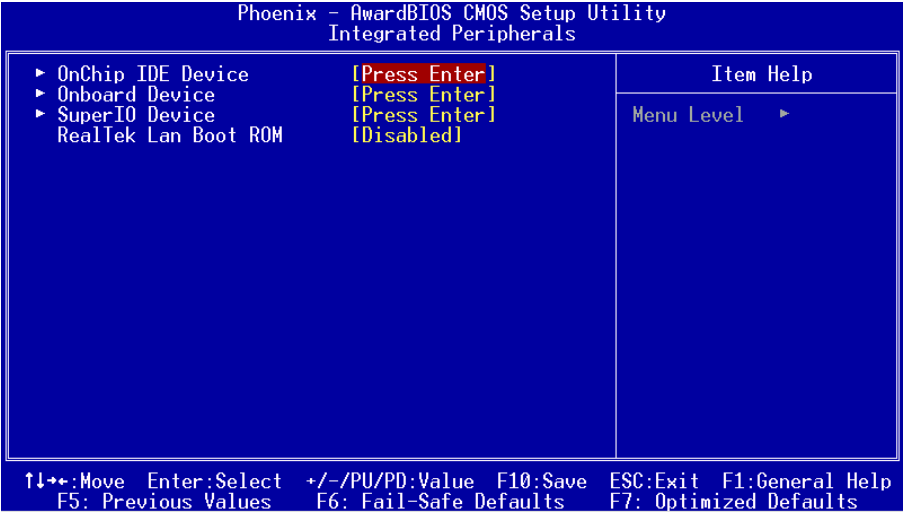 Phoenix - AwardBIOS CMOS Setup Utility
Integrated Peripherals
► OnChip IDE Device [Press Enter]
► Onboard Device [Press Enter]
► SuperIO Device [Press Enter]
RealTek Lan Boot ROM [Disabled]
Item Help
Menu Level ►
↑↓→←:Move Enter:Select +/-/PU/PD:Value F10:Save ESC:Exit F1:General Help
F5: Previous Values F6: Fail-Safe Defaults F7: Optimized Defaults